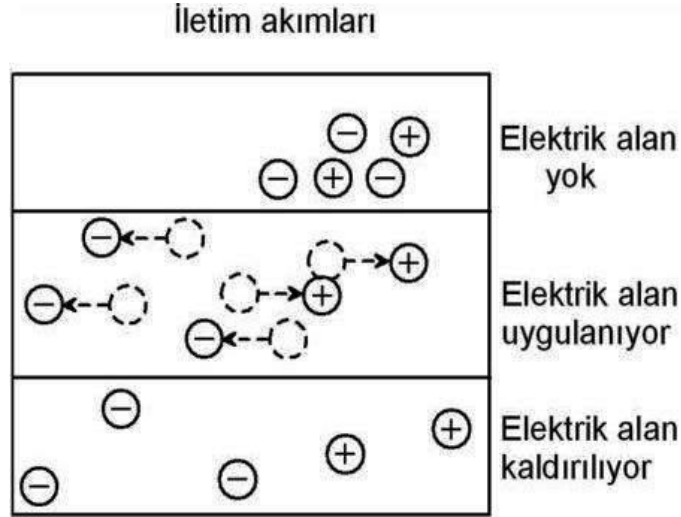 İletim akımları
Elektrik alan
yok
Elektrik alan
uygulanıyor
Elektrik alan
kaldırılıyor